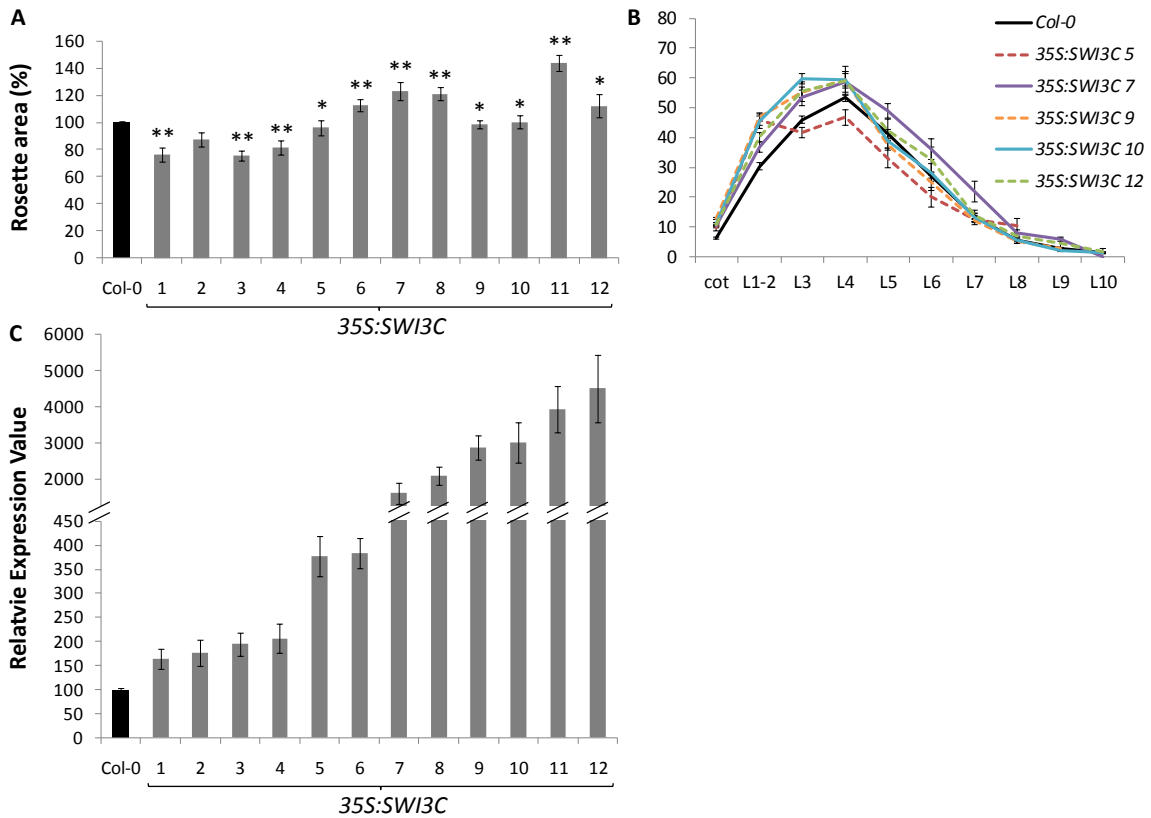 A
Rosette area (%)
160
140
120
100
80
60
40
20
0
**
**
**
*
**
**
**
*
*
**
*
Col-0 1 2 3 4 5 6 7 8 9 10 11 12
35S:SWI3C
B
80
70
60
50
40
30
20
10
0
cot L1-2 L3 L4 L5 L6 L7 L8 L9 L10
Col-0
35S:SWI3C 5
35S:SWI3C 7
35S:SWI3C 9
35S:SWI3C 10
35S:SWI3C 12
C
Relatvie Expression Value
6000
5000
4000
3000
2000
450
400
350
300
250
200
150
100
50
0
Col-0 1 2 3 4 5 6 7 8 9 10 11 12
35S:SWI3C